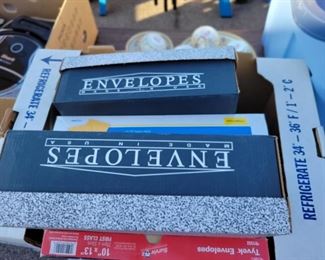 ENVELOPES
REFRIGERATE 34°
REFRIGERATE 34° - 36° F / 1° - 2° C
ENVELOPES
MADE IN USA
Tyvek Envelopes
10" x 13"
FIRST CLASS